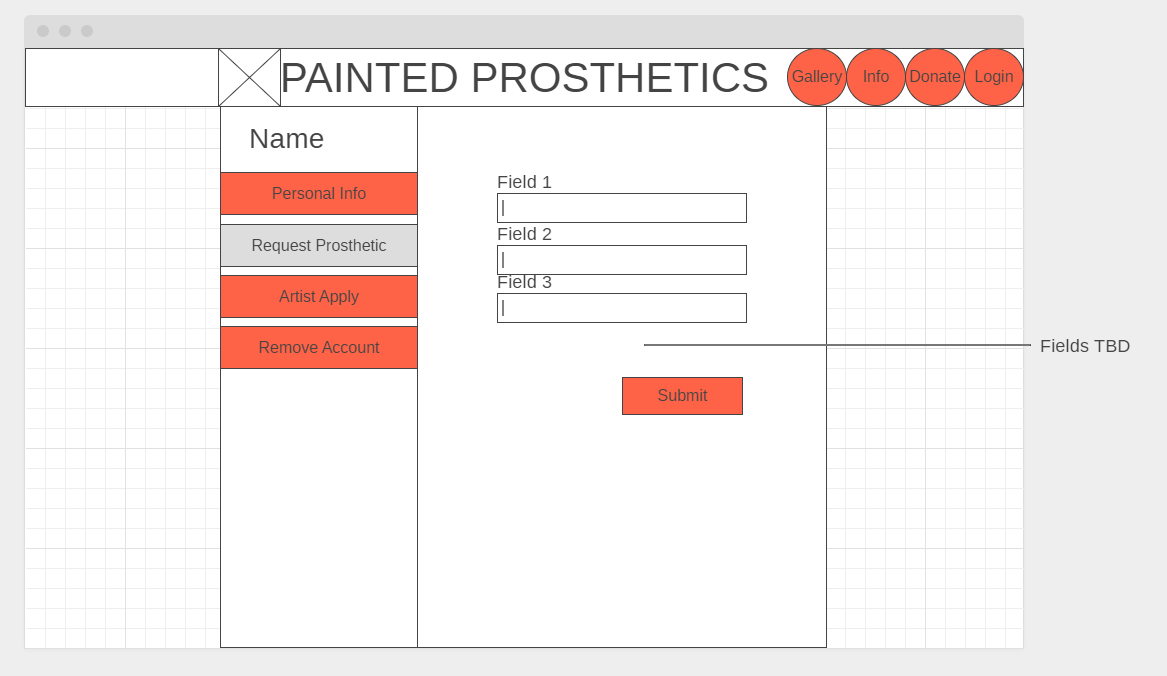 PAINTED PROSTHETICS
Gallery
Info
Donate
Login
Name
Personal Info
Request Prosthetic
Artist Apply
Remove Account
Field 1
Field 2
Field 3
Fields TBD
Submit